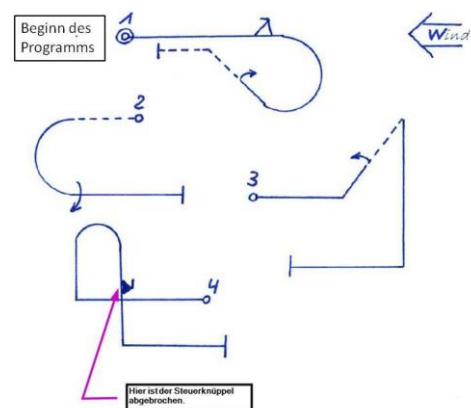 Beginn des
Programms
1
Wind
2
3
4
Hier ist der Steuerknüppel
abgebrochen.